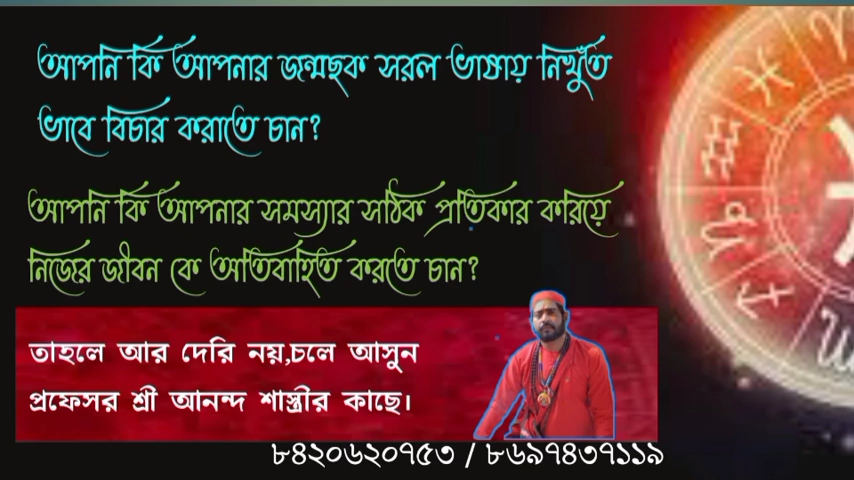 আপনি কি আপনার জন্মছক সরল ভাষায় নিখুঁত
ভাবে বিচার করাতে চান?
আপনি কি আপনার সমস্যার সঠিক প্রতিকার করিয়ে
নিজের জীবন কে অতিবাহিত করতে চান?
তাহলে আর দেরি নয়,চলে আসুন
প্রফেসর শ্রী আনন্দ শাস্ত্রীর কাছে।
৮৪২০৬২০৭৫৩ / ৮৬৯৭৪৩৭১১৯